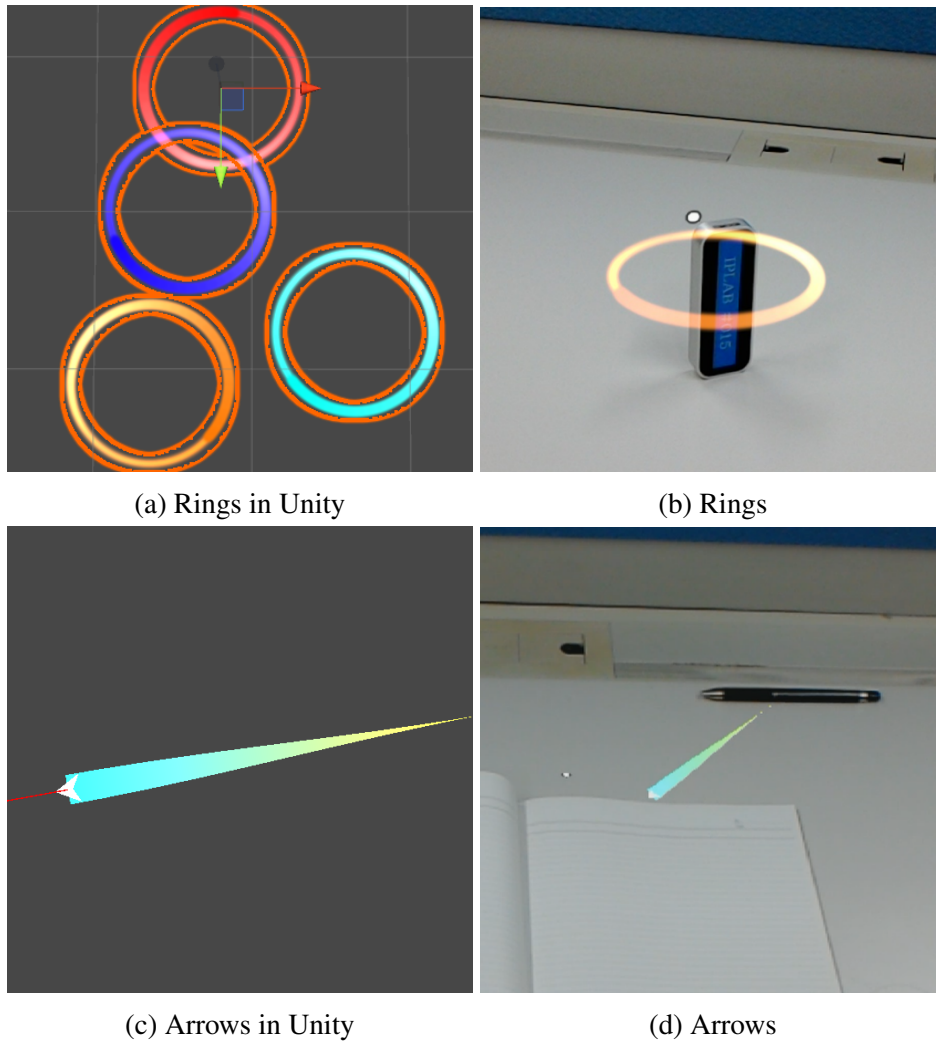 IPLAB 2015
(a) Rings in Unity
(b) Rings
(c) Arrows in Unity
(d) Arrows